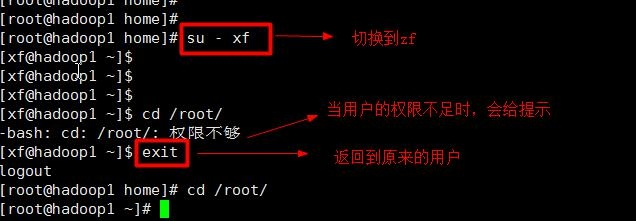 [root@hadoop1 home]#
[root@hadoop1 home]#
[root@hadoop1 home]# su - xf
切换到zf
[xf@hadoop1 ~]$
[xf@hadoop1 ~]$
[xf@hadoop1 ~]$
[xf@hadoop1 ~]$ cd /root/
当用户的权限不足时，会给提示
-bash: cd: /root/: 权限不够
[xf@hadoop1 ~]$ exit
返回到原来的用户
logout
[root@hadoop1 home]# cd /root/
[root@hadoop1 ~]#